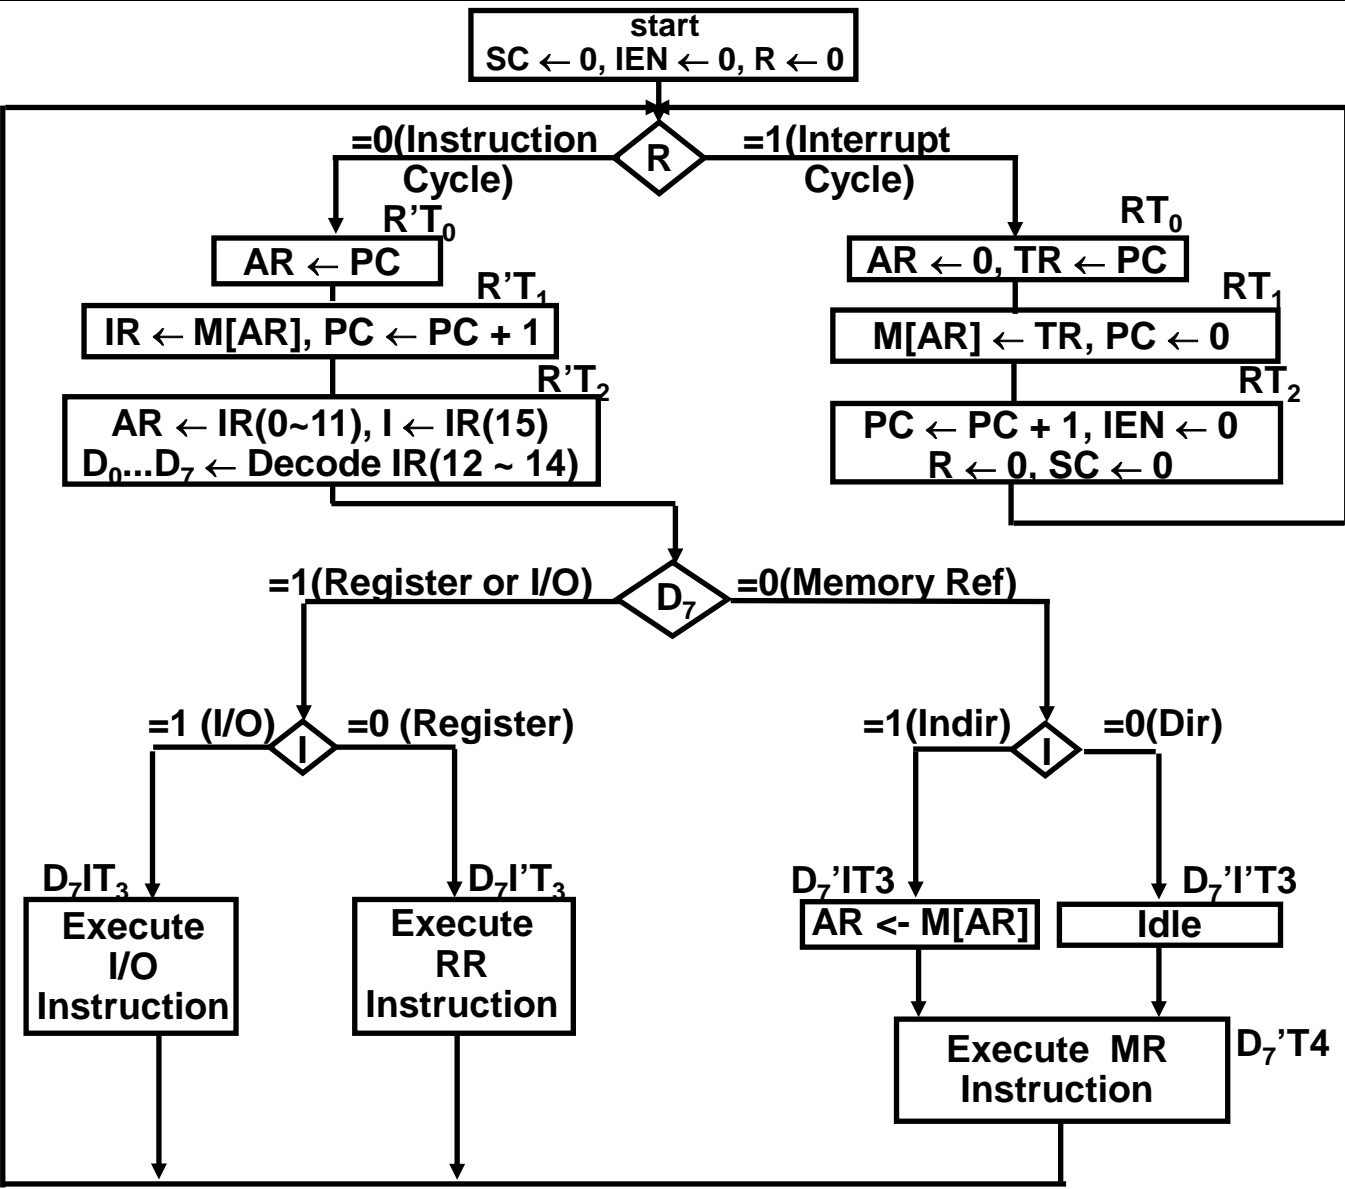 start
SC ← 0, IEN ← 0, R ← 0
R
=0(Instruction
Cycle)
=1(Interrupt
Cycle)
R’T₀
AR ← PC
R’T₁
IR ← M[AR], PC ← PC + 1
R’T₂
AR ← IR(0~11), I ← IR(15)
D₀...D₇ ← Decode IR(12 ~ 14)
RT₀
AR ← 0, TR ← PC
RT₁
M[AR] ← TR, PC ← 0
RT₂
PC ← PC + 1, IEN ← 0
R ← 0, SC ← 0
=1(Register or I/O)
D₇
=0(Memory Ref)
=1 (I/O)
I
=0 (Register)
=1(Indir)
I
=0(Dir)
D₇IT₃
Execute
I/O
Instruction
D₇I’T₃
Execute
RR
Instruction
D₇’IT3
AR <- M[AR]
D₇’I’T3
Idle
Execute MR
Instruction
D₇’T4